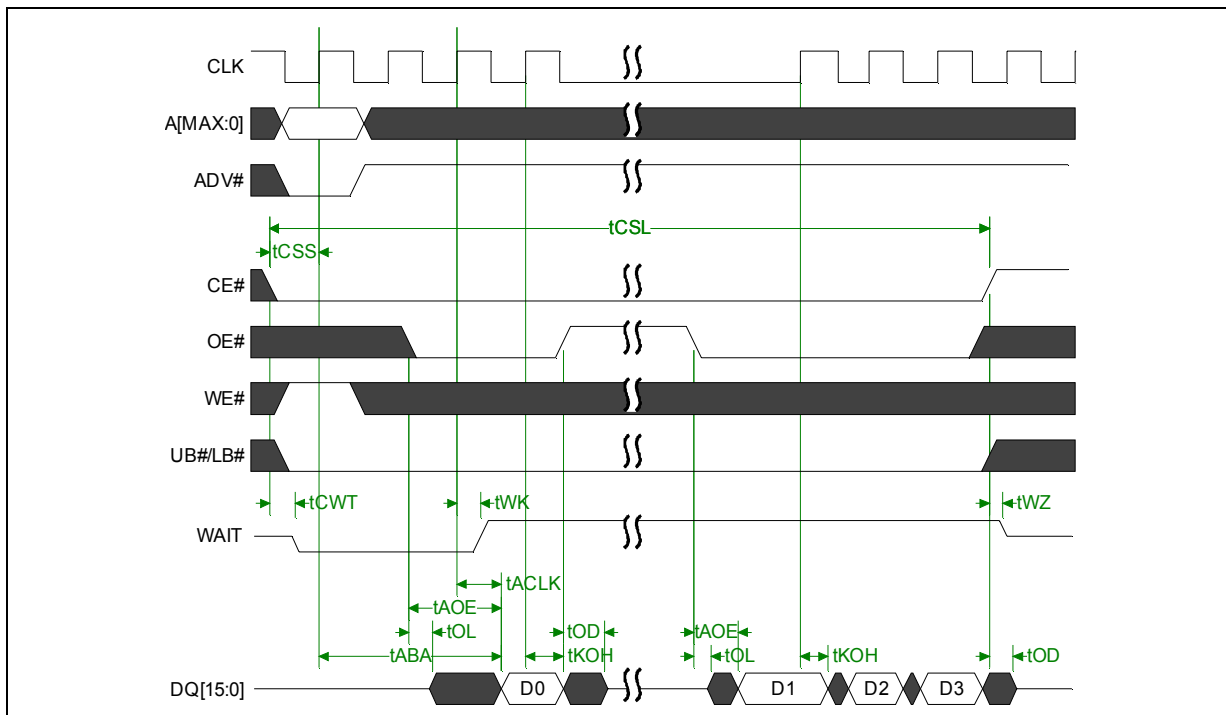 CLK
A[MAX:0]
ADV#
tCSL
tCSS
CE#
OE#
WE#
UB#/LB#
tCWT
tWK
tWZ
WAIT
tACLK
tAOE
tOL
tOD
tAOE
tABA
tKOH
tOL
tKOH
tOD
DQ[15:0]
D0
D1
D2
D3